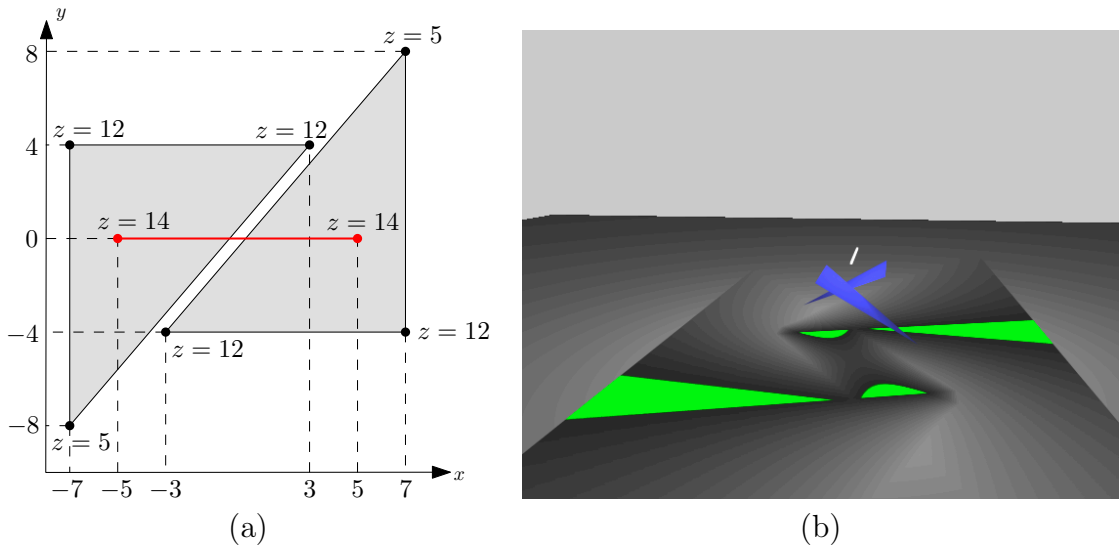 y
z = 5
8
z = 12
z = 12
4
z = 14
z = 14
0
−4
z = 12
z = 12
−8
z = 5
x
−7
−5
−3
3
5
7
(a)
(b)